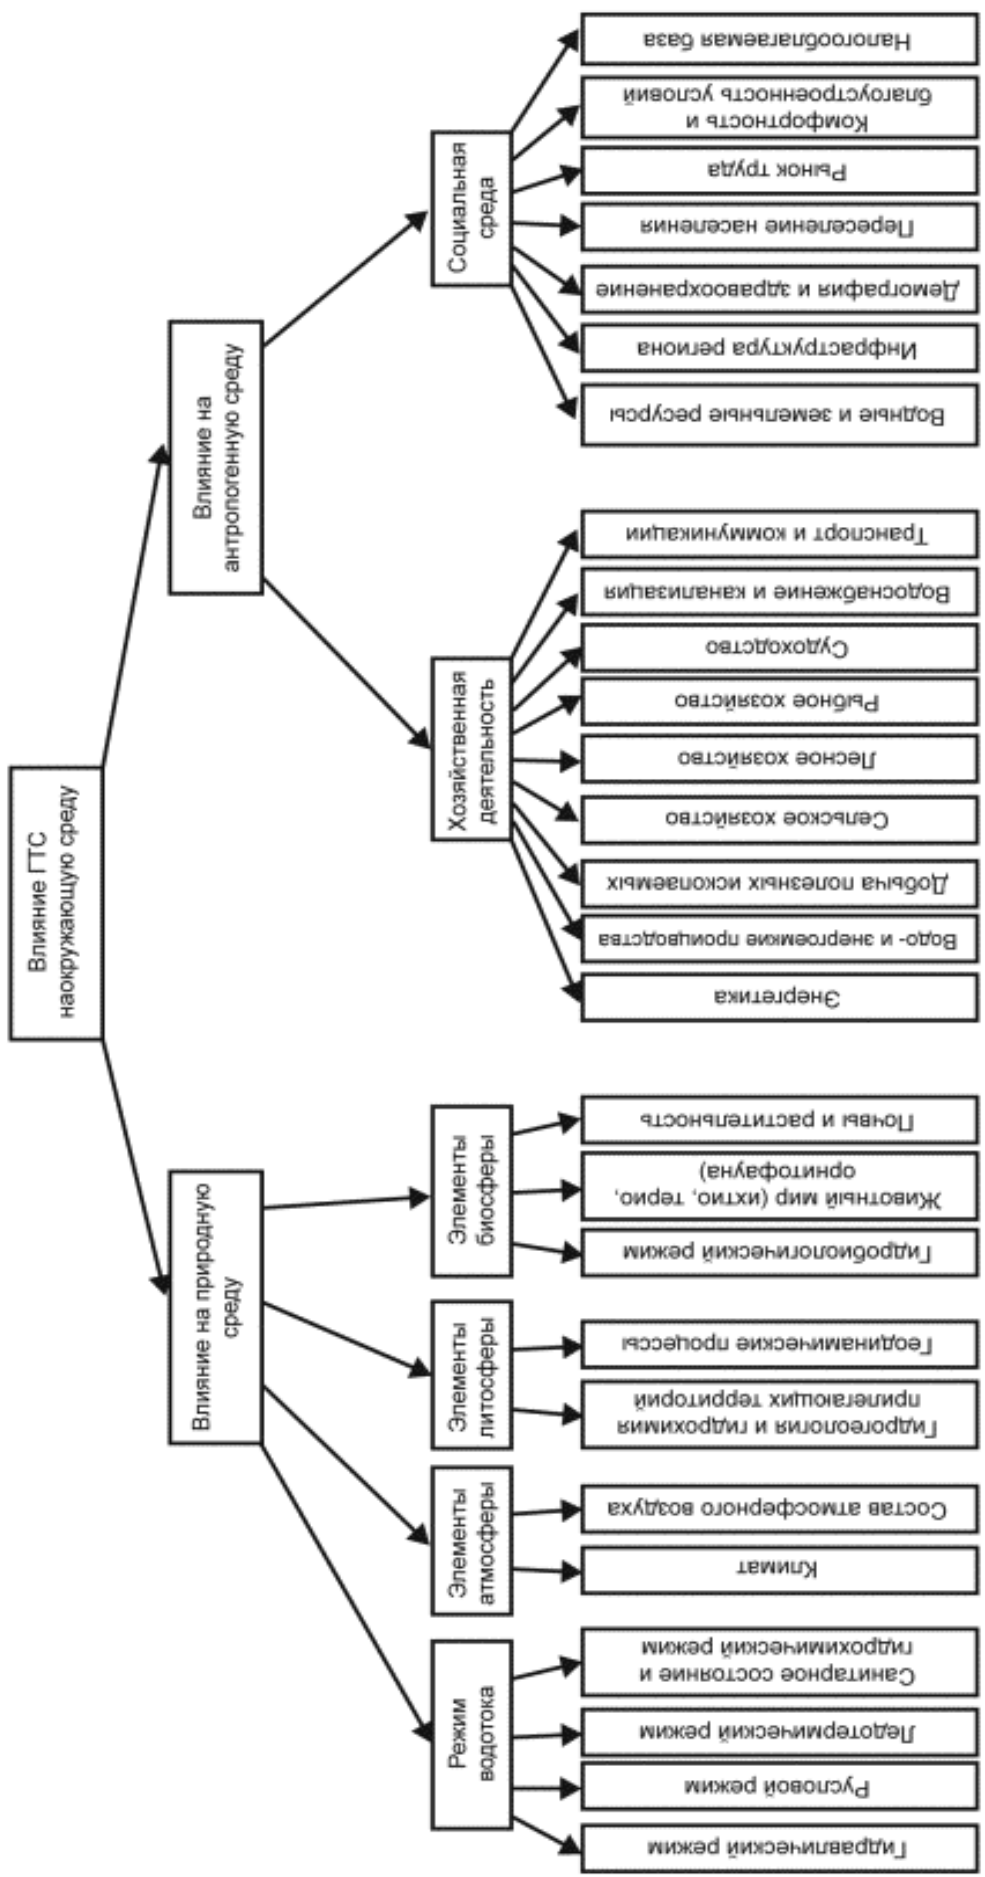 Влияние ГТС
наокружающую среду
Влияние на природную
среду
Влияние на
антропогенную среду
Режим
водотока
Элементы
атмосферы
Элементы
литосферы
Элементы
биосферы
Хозяйственная
деятельность
Социальная
среда
Гидравлический режим
Русловой режим
Ледотермический режим
Санитарное состояние и
гидрохимический режим
Климат
Состав атмосферного воздуха
Гидрогеология и гидрохимия
прилегающих территорий
Геодинамические процессы
Гидробиологический режим
Животный мир (ихтио, терио,
орнитофауна)
Почвы и растительность
Энергетика
Водо- и энергоемкие проицводства
Добыча полезных ископаемых
Сельское хозяйство
Лесное хозяйство
Рыбное хозяйство
Судоходство
Водоснабжение и канализация
Транспорт и коммуникации
Водные и земельные ресурсы
Инфраструктура региона
Демография и здравоохранение
Переселение населения
Рынок труда
Комфортность и
благоустроенность условий
Налогооблагаемая база